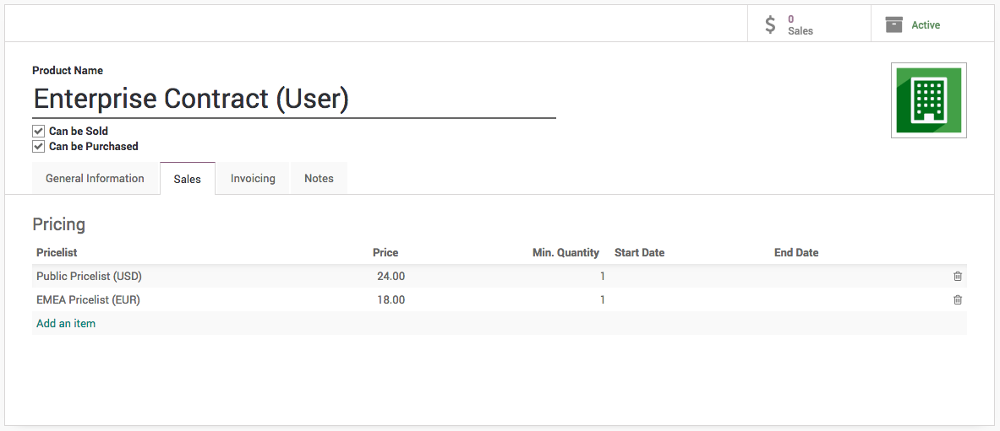 0
Sales
Active
Product Name
Enterprise Contract (User)
Can be Sold
Can be Purchased
General Information Sales Invoicing Notes
Pricing
Pricelist Price Min. Quantity Start Date End Date
Public Pricelist (USD) 24.00 1
EMEA Pricelist (EUR) 18.00 1
Add an item